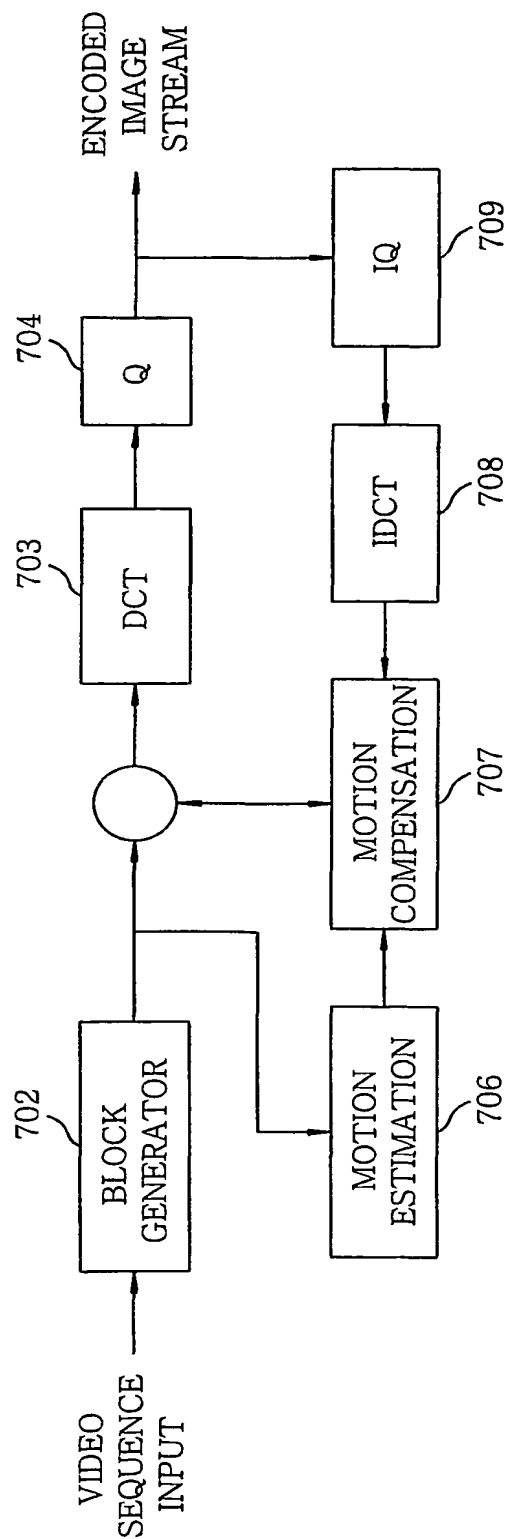 VIDEO
SEQUENCE
INPUT
702
BLOCK
GENERATOR
703
DCT
704
Q
ENCODED
IMAGE
STREAM
MOTION
ESTIMATION
706
MOTION
COMPENSATION
707
IDCT
708
IQ
709